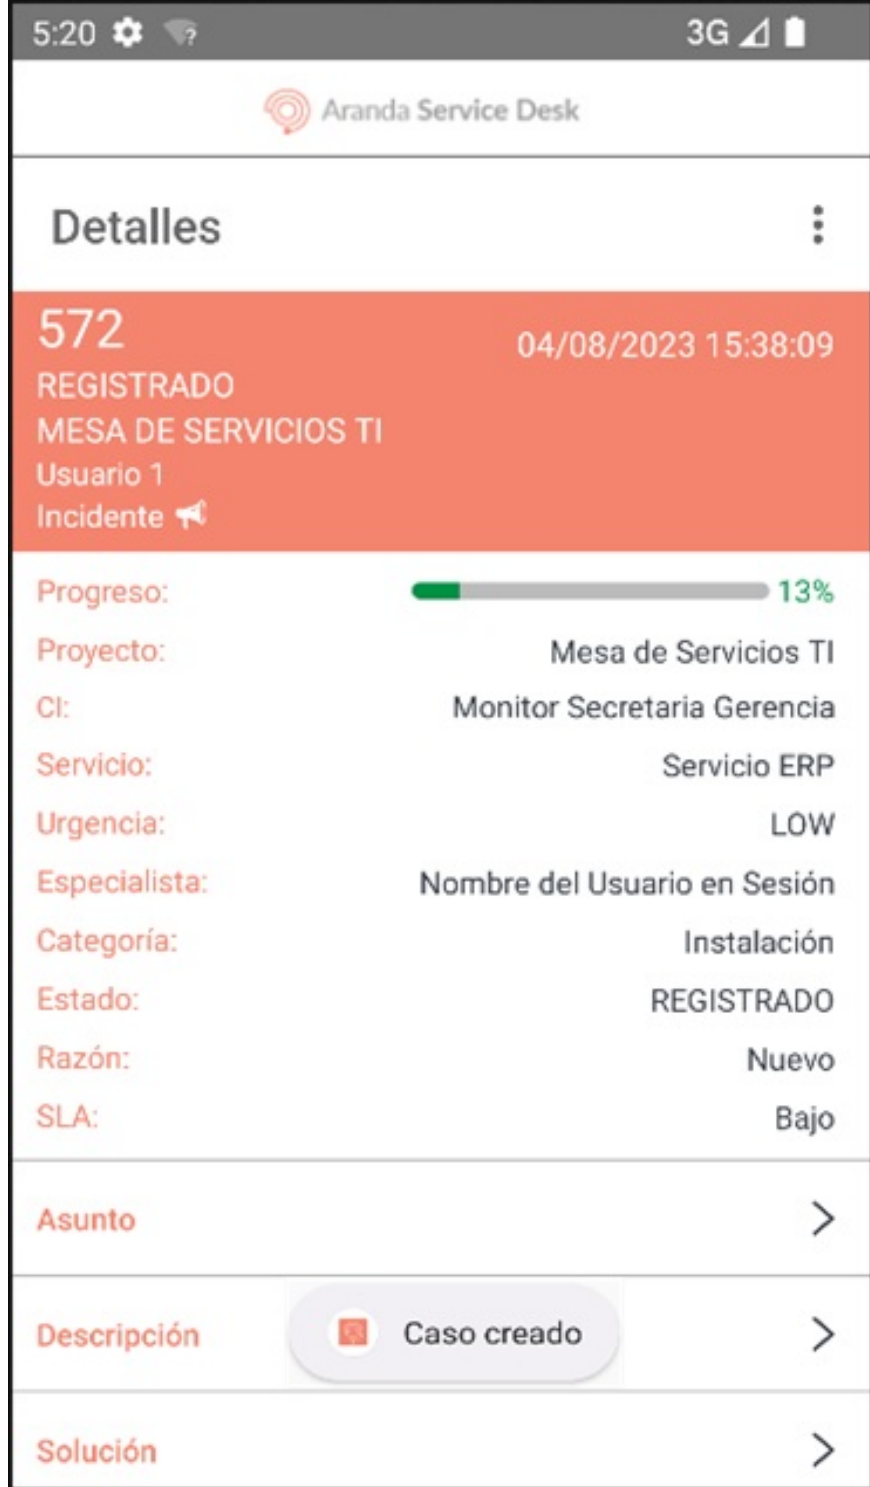 5:20 3G
Aranda Service Desk
Detalles
572 04/08/2023 15:38:09
REGISTRADO
MESA DE SERVICIOS TI
Usuario 1
Incidente
Progreso: 13%
Proyecto: Mesa de Servicios TI
CI: Monitor Secretaria Gerencia
Servicio: Servicio ERP
Urgencia: LOW
Especialista: Nombre del Usuario en Sesión
Categoría: Instalación
Estado: REGISTRADO
Razón: Nuevo
SLA: Bajo
Asunto
Descripción Caso creado
Solución